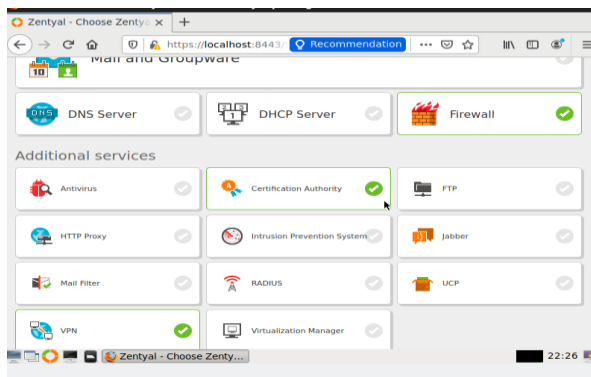 Zentyal - Choose Zentya
https://localhost:8443/ Recommendation
Mail and Groupware
DNS Server
DHCP Server
Firewall
Additional services
Antivirus
Certification Authority
FTP
HTTP Proxy
Intrusion Prevention System
Jabber
Mail Filter
RADIUS
UCP
VPN
Virtualization Manager
Zentyal - Choose Zenty...
22:26